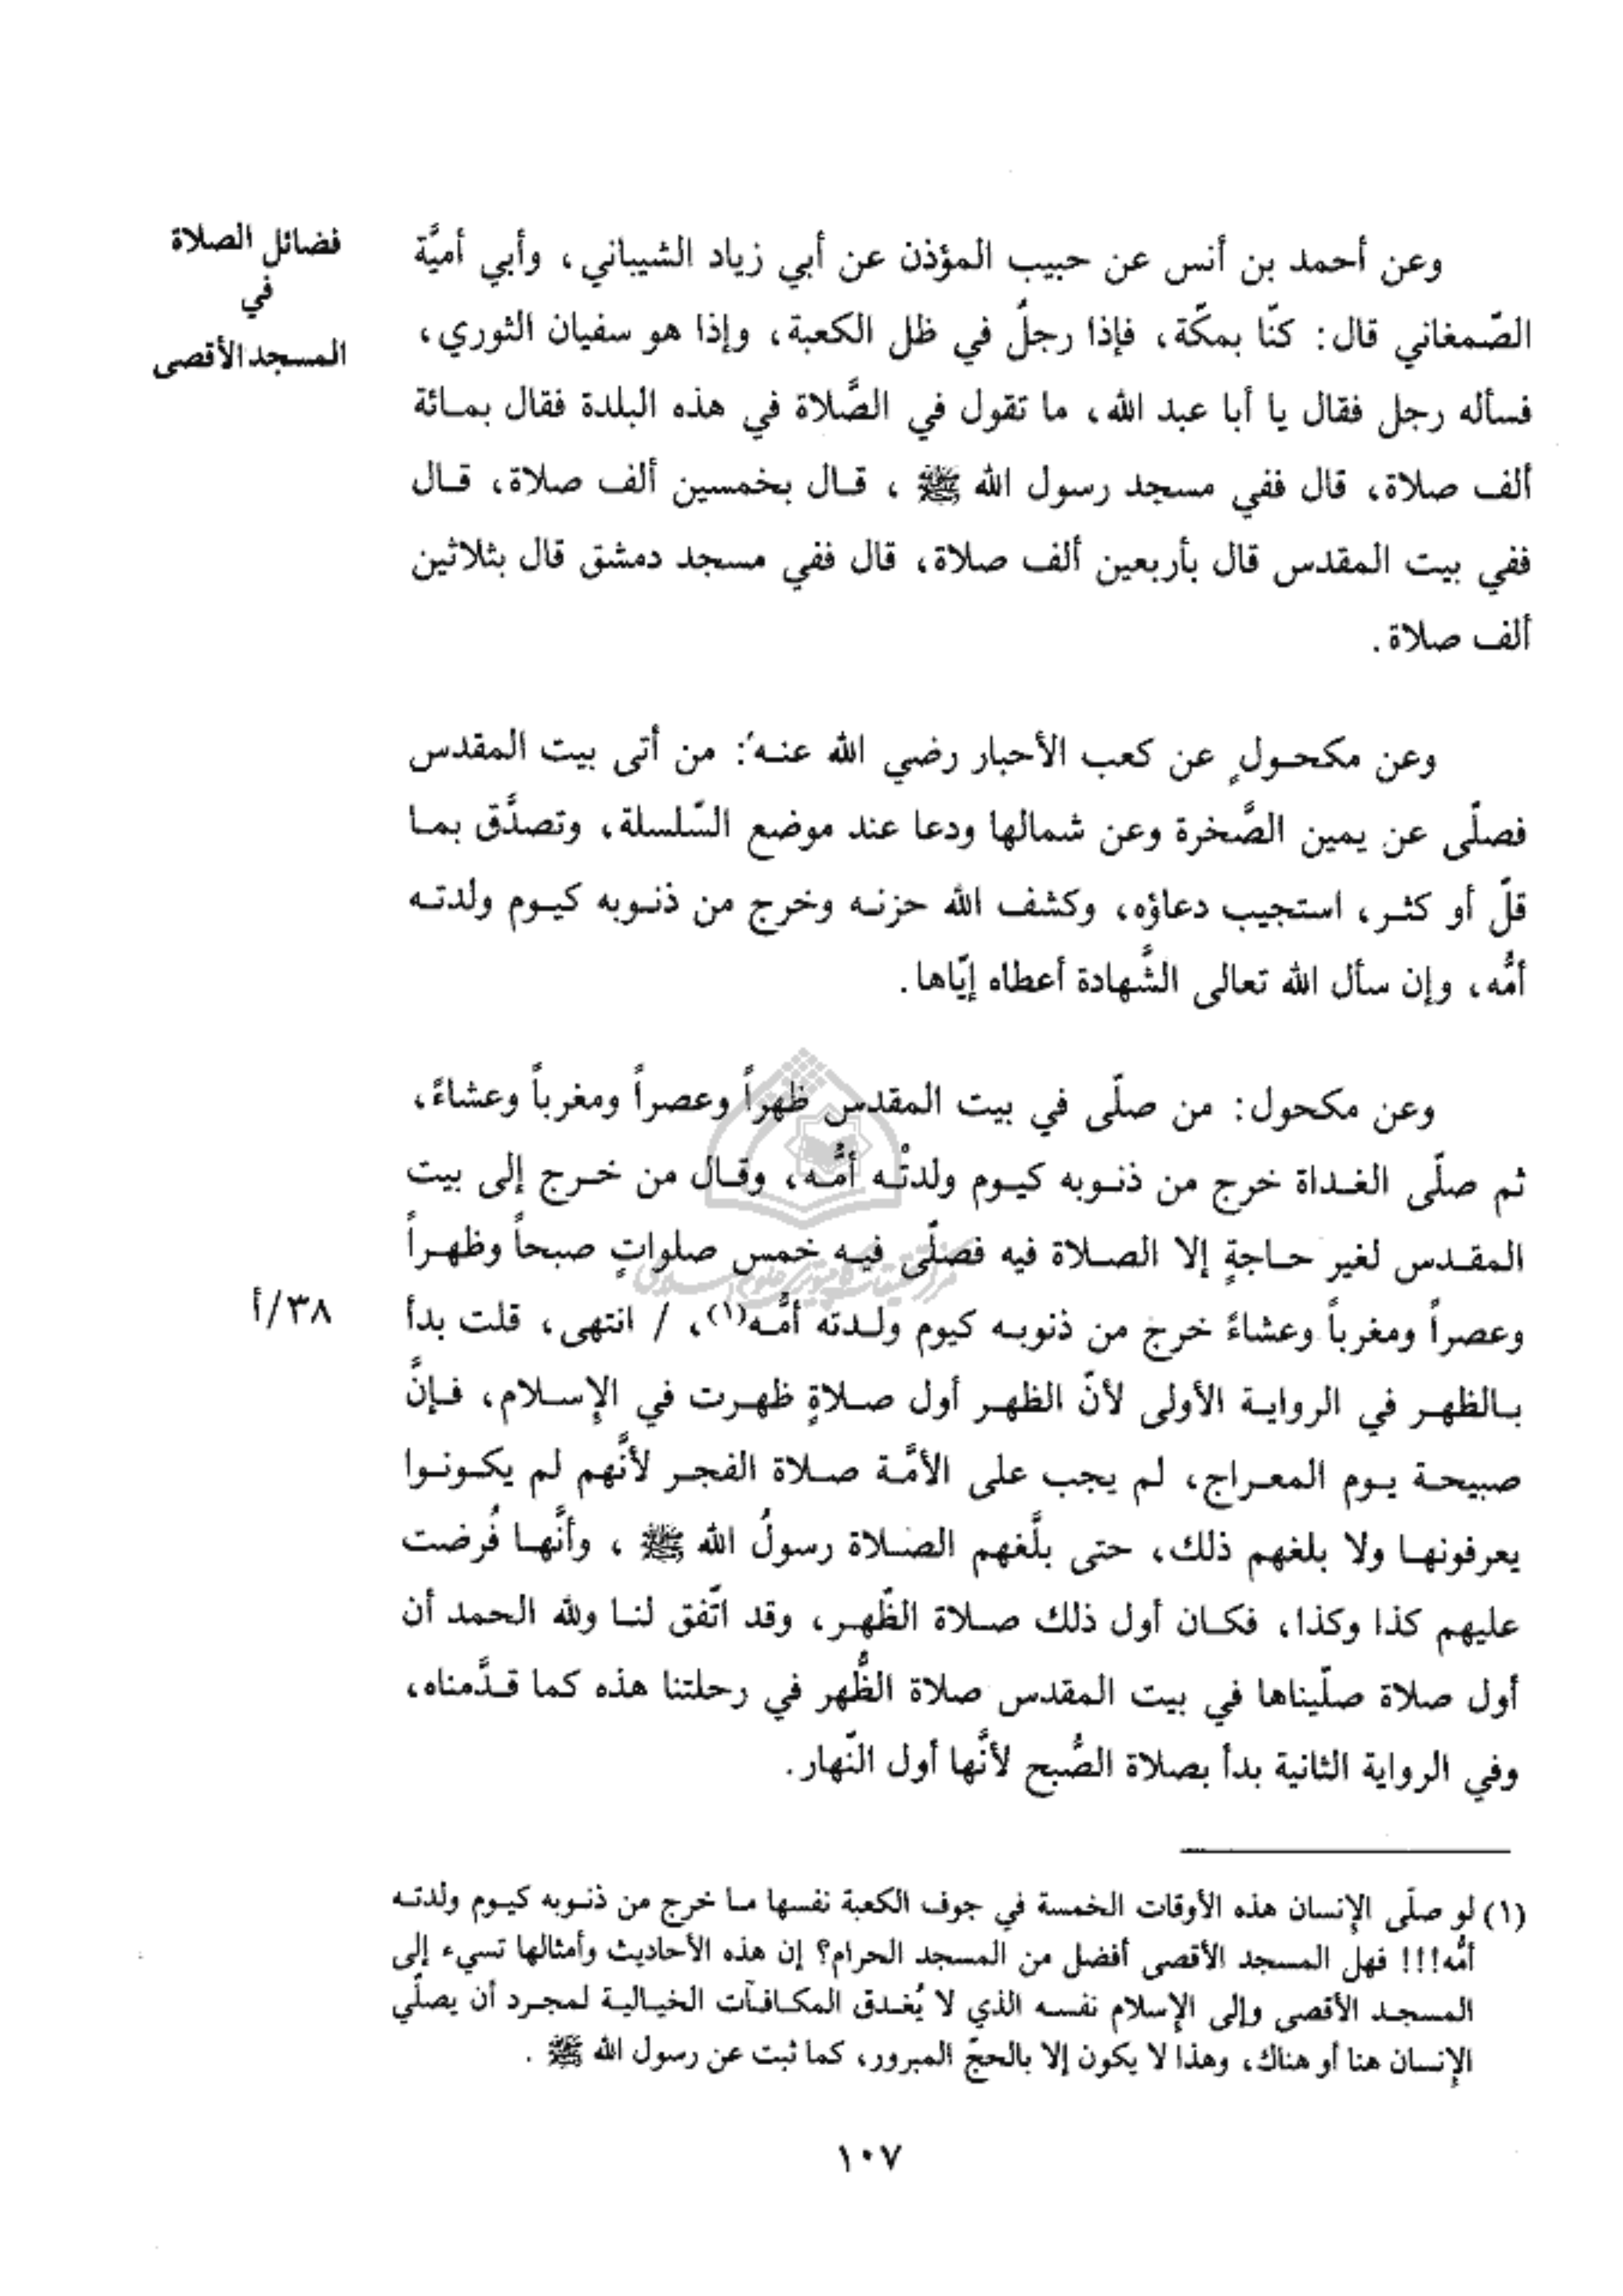 فضائل الصلاة
في
المسجد الأقصى
وعن أحمد بن أنس عن حبيب المؤذن عن أبي زياد الشيباني، وأبي أميَّة
الصّمغاني قال: كنّا بمكّة، فإذا رجلٌ في ظل الكعبة، وإذا هو سفيان الثوري،
فسأله رجل فقال يا أبا عبد الله، ما تقول في الصَّلاة في هذه البلدة فقال بمائة
ألف صلاة، قال ففي مسجد رسول الله ﷺ ، قال بخمسين ألف صلاة، قال
ففي بيت المقدس قال بأربعين ألف صلاة، قال ففي مسجد دمشق قال بثلاثين
ألف صلاة.
وعن مكحولٍ عن كعب الأحبار رضي الله عنه: من أتى بيت المقدس
فصلّى عن يمين الصَّخرة وعن شمالها ودعا عند موضع السّلسلة، وتصدَّق بما
قلّ أو كثر، استجيب دعاؤه، وكشف الله حزنه وخرج من ذنوبه كيوم ولدته
أمُّه، وإن سأل الله تعالى الشَّهادة أعطاه إيّاها.
وعن مكحول: من صلّى في بيت المقدس ظهراً وعصراً ومغرباً وعشاءً،
ثم صلّى الغداة خرج من ذنوبه كيوم ولدتْه أمُّه، وقال من خرج إلى بيت
المقدس لغير حاجةٍ إلا الصلاة فيه فصلّى فيه خمس صلواتٍ صبحاً وظهراً
وعصراً ومغرباً وعشاءً خرج من ذنوبه كيوم ولدته أمُّه(١)، / انتهى، قلت بدأ
٣٨/أ
بالظهر في الرواية الأولى لأنّ الظهر أول صلاةٍ ظهرت في الإسلام، فإنَّ
صبيحة يوم المعراج، لم يجب على الأمَّة صلاة الفجر لأنَّهم لم يكونوا
يعرفونها ولا بلغهم ذلك، حتى بلَّغهم الصلاة رسولُ الله ﷺ ، وأنَّها فُرضت
عليهم كذا وكذا، فكان أول ذلك صلاة الظّهر، وقد اتّفق لنا ولله الحمد أن
أول صلاة صلّيناها في بيت المقدس صلاة الظُّهر في رحلتنا هذه كما قدَّمناه،
وفي الرواية الثانية بدأ بصلاة الصُّبح لأنَّها أول النّهار.
(١) لو صلّى الإنسان هذه الأوقات الخمسة في جوف الكعبة نفسها ما خرج من ذنوبه كيوم ولدته
أمُّه!!! فهل المسجد الأقصى أفضل من المسجد الحرام؟ إن هذه الأحاديث وأمثالها تسيء إلى
المسجد الأقصى وإلى الإسلام نفسه الذي لا يُغدق المكافآت الخيالية لمجرد أن يصلّي
الإنسان هنا أو هناك، وهذا لا يكون إلا بالحجّ المبرور، كما ثبت عن رسول الله ﷺ .
١٠٧